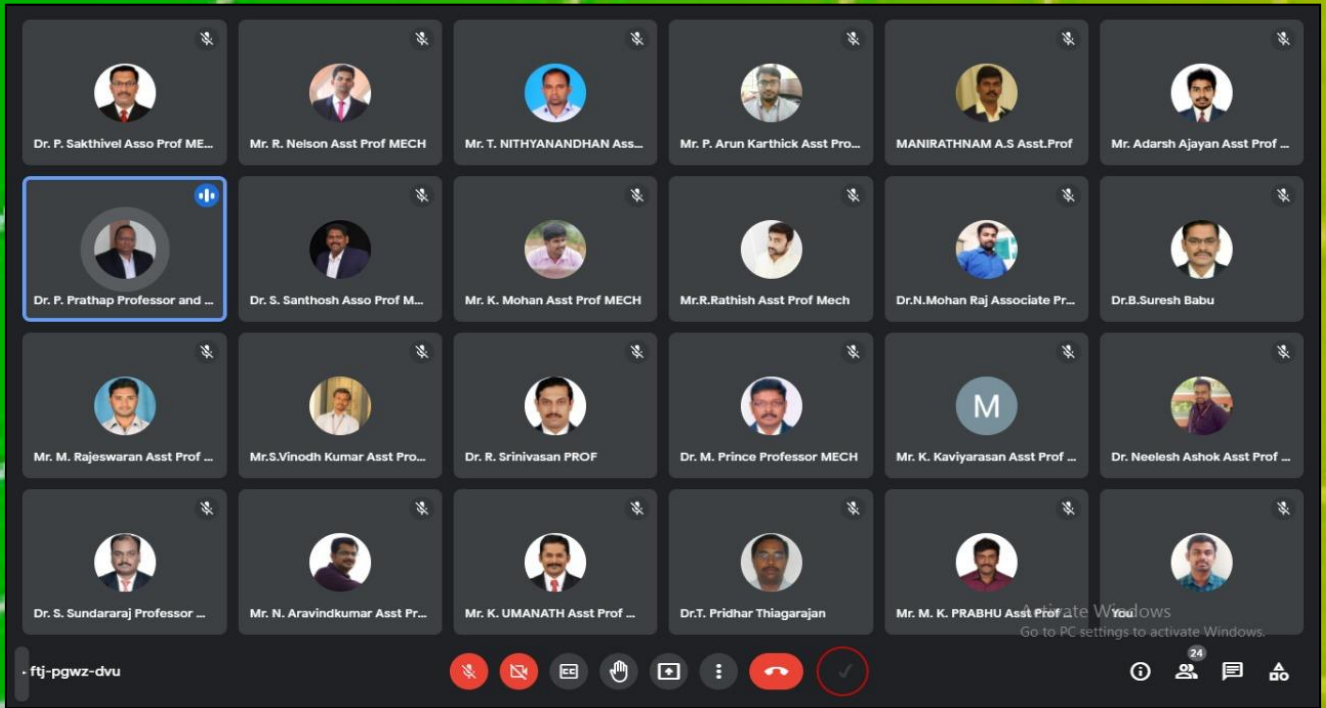 Dr. P. Sakthivel Asso Prof ME...
Mr. R. Nelson Asst Prof MECH
Mr. T. NITHYANANDHAN Ass...
Mr. P. Arun Karthick Asst Pro...
MANIRATHNAM A.S Asst.Prof
Mr. Adarsh Ajayan Asst Prof ...
Dr. P. Prathap Professor and ...
Dr. S. Santhosh Asso Prof M...
Mr. K. Mohan Asst Prof MECH
Mr.R.Rathish Asst Prof Mech
Dr.N.Mohan Raj Associate Pr...
Dr.B.Suresh Babu
Mr. M. Rajeswaran Asst Prof ...
Mr.S.Vinodh Kumar Asst Pro...
Dr. R. Srinivasan PROF
Dr. M. Prince Professor MECH
M
Mr. K. Kaviyarasan Asst Prof ...
Dr. Neelesh Ashok Asst Prof ...
Dr. S. Sundararaj Professor ...
Mr. N. Aravindkumar Asst Pr...
Mr. K. UMANATH Asst Prof ...
Dr.T. Pridhar Thiagarajan
Mr. M. K. PRABHU Asst Prof ...
You
Activate Windows
Go to PC settings to activate Windows.
ftj-pgwz-dvu
CC
24